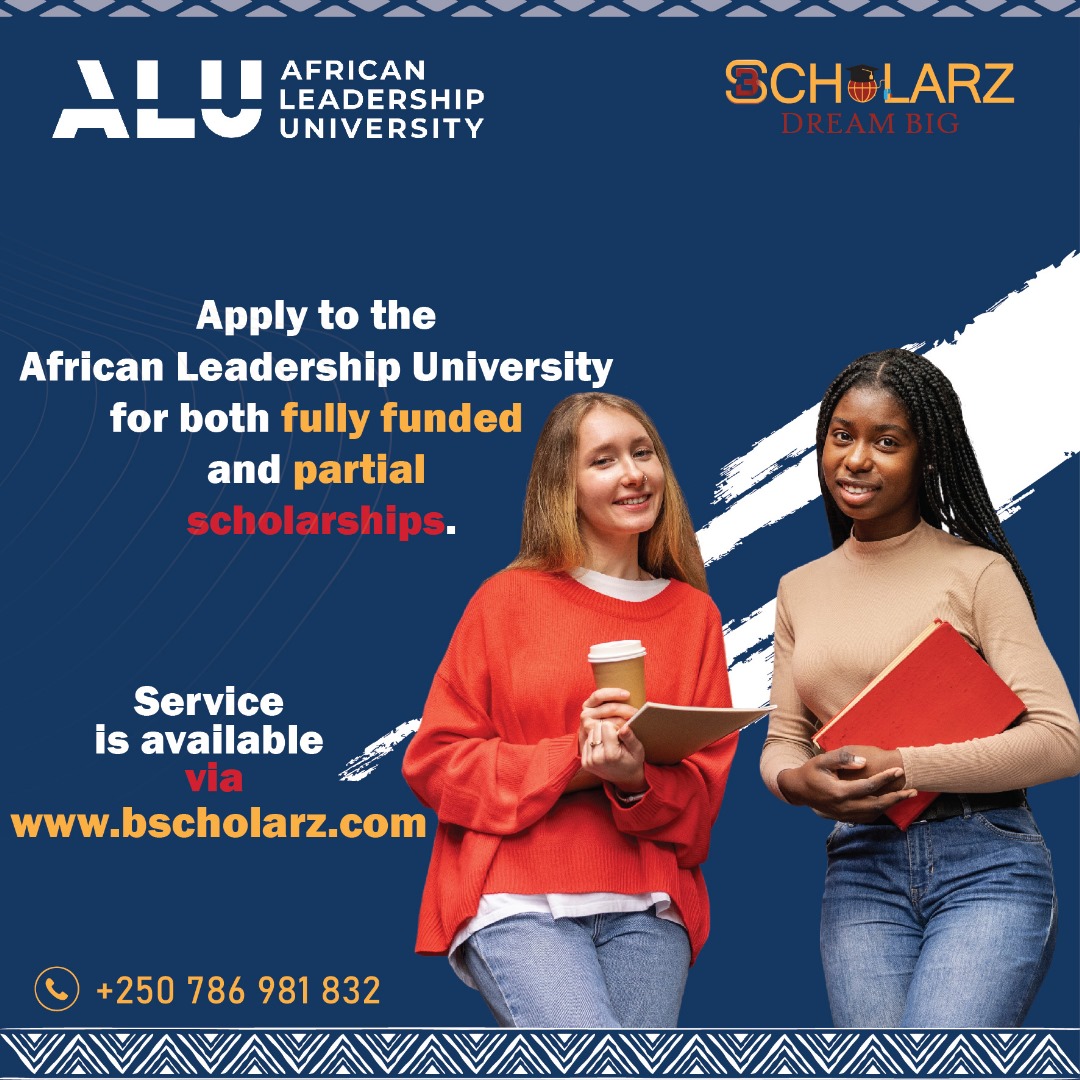 ALU
AFRICAN
LEADERSHIP
UNIVERSITY
BSCHOLARZ
DREAM BIG
Apply to the
African Leadership University
for both fully funded
and partial
scholarships.
Service
is available
via
www.bscholarz.com
+250 786 981 832